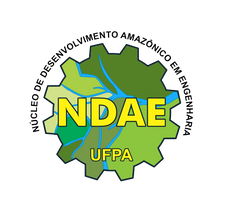 NÚCLEO DE DESENVOLVIMENTO AMAZÔNICO EM ENGENHARIA
NDAE
UFPA